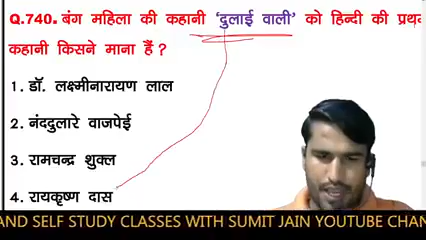 Q.740. बंग महिला की कहानी 'दुलाई वाली' को हिन्दी की प्रथम
कहानी किसने माना हैं ?
1. डॉ. लक्ष्मीनारायण लाल
2. नंददुलारे वाजपेई
3. रामचन्द्र शुक्ल
4. रायकृष्ण दास
AND SELF STUDY CLASSES WITH SUMIT JAIN YOUTUBE CHAN